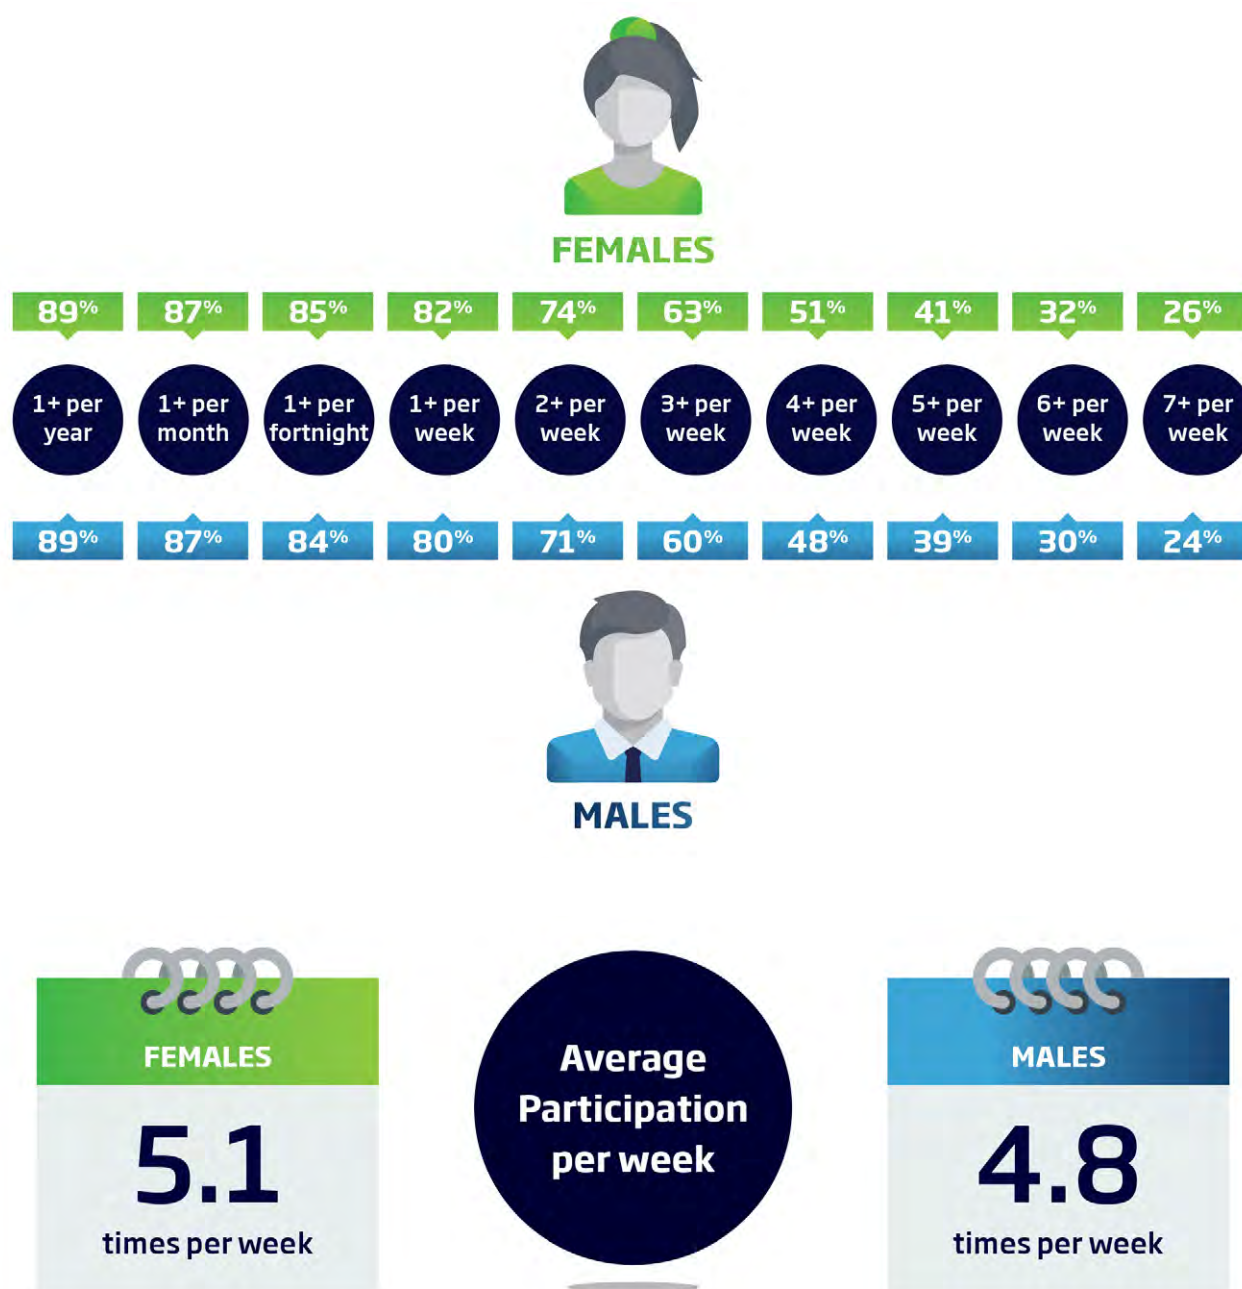 FEMALES
89% 87% 85% 82% 74% 63% 51% 41% 32% 26%
1+ per 1+ per 1+ per 1+ per 2+ per 3+ per 4+ per 5+ per 6+ per 7+ per
year month fortnight week week week week week week week
89% 87% 84% 80% 71% 60% 48% 39% 30% 24%
MALES
FEMALES
5.1
times per week
Average
Participation
per week
MALES
4.8
times per week